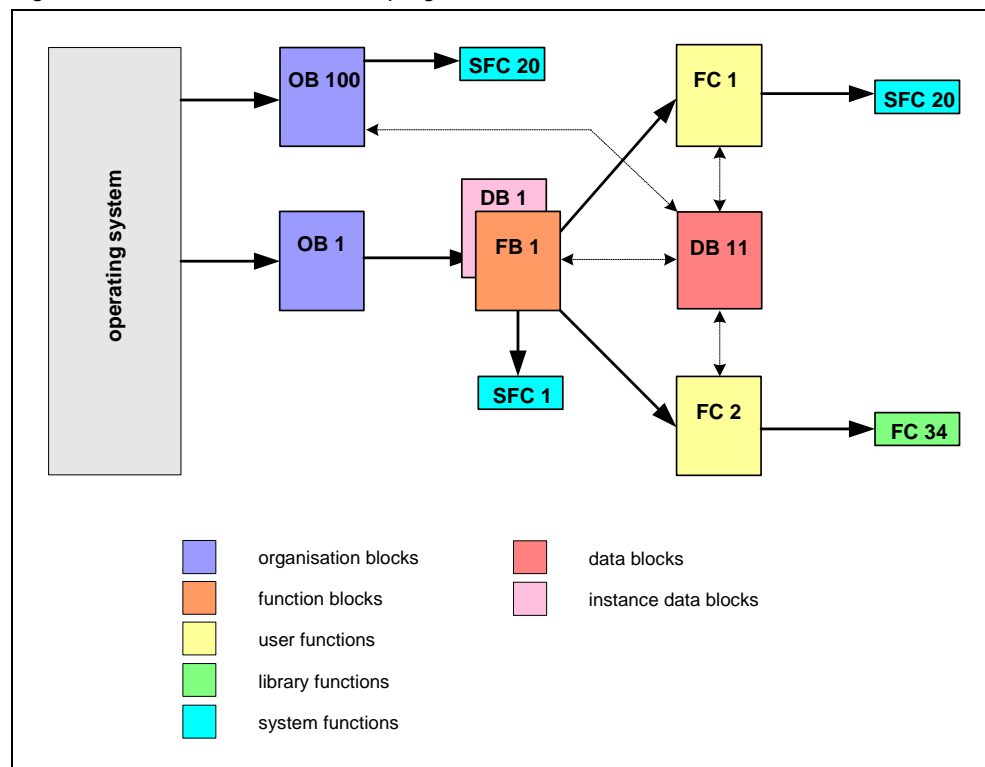 operating system
OB 100
SFC 20
FC 1
SFC 20
OB 1
DB 1
FB 1
DB 11
SFC 1
FC 2
FC 34
organisation blocks
function blocks
user functions
library functions
system functions
data blocks
instance data blocks